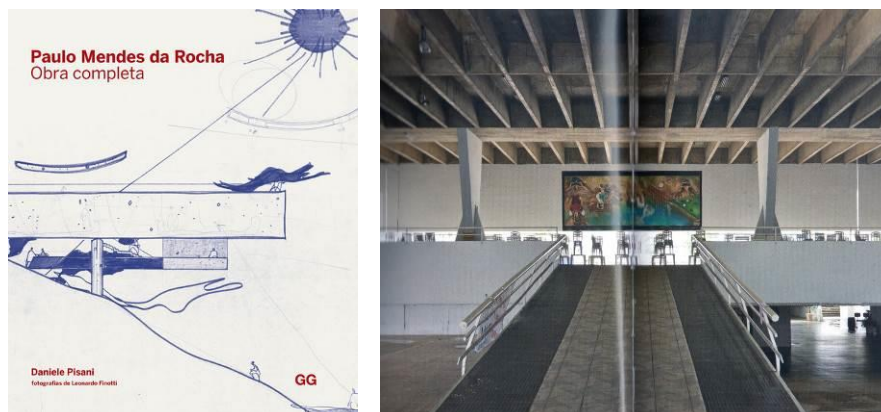 Paulo Mendes da Rocha
Obra completa
Daniele Pisani
fotografias de Leonardo Finotti
GG